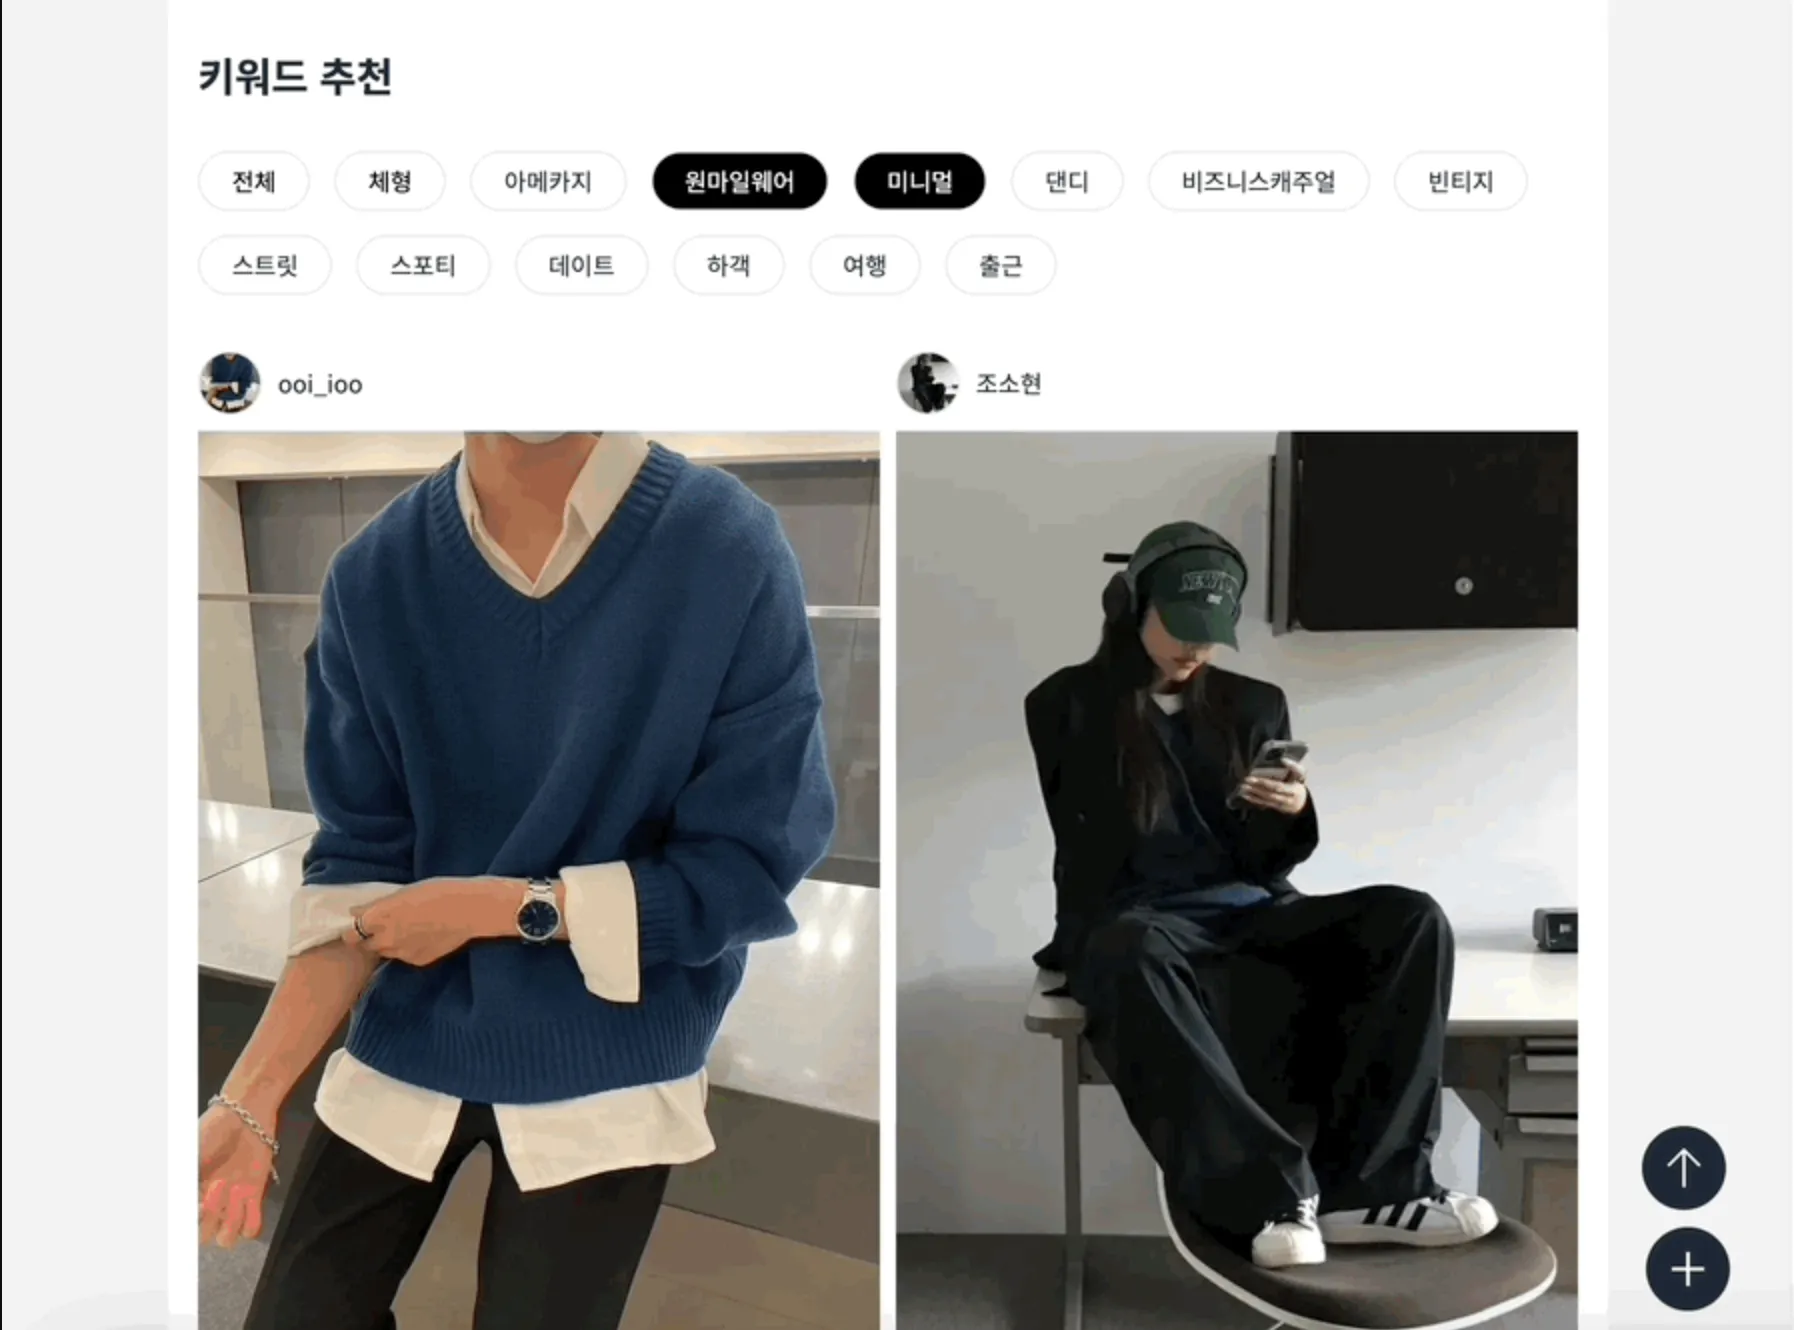 키워드 추천
전체 체형 아메카지 원마일웨어 미니멀 댄디 비즈니스캐주얼 빈티지
스트릿 스포티 데이트 하객 여행 출근
ooi_ioo 조소현